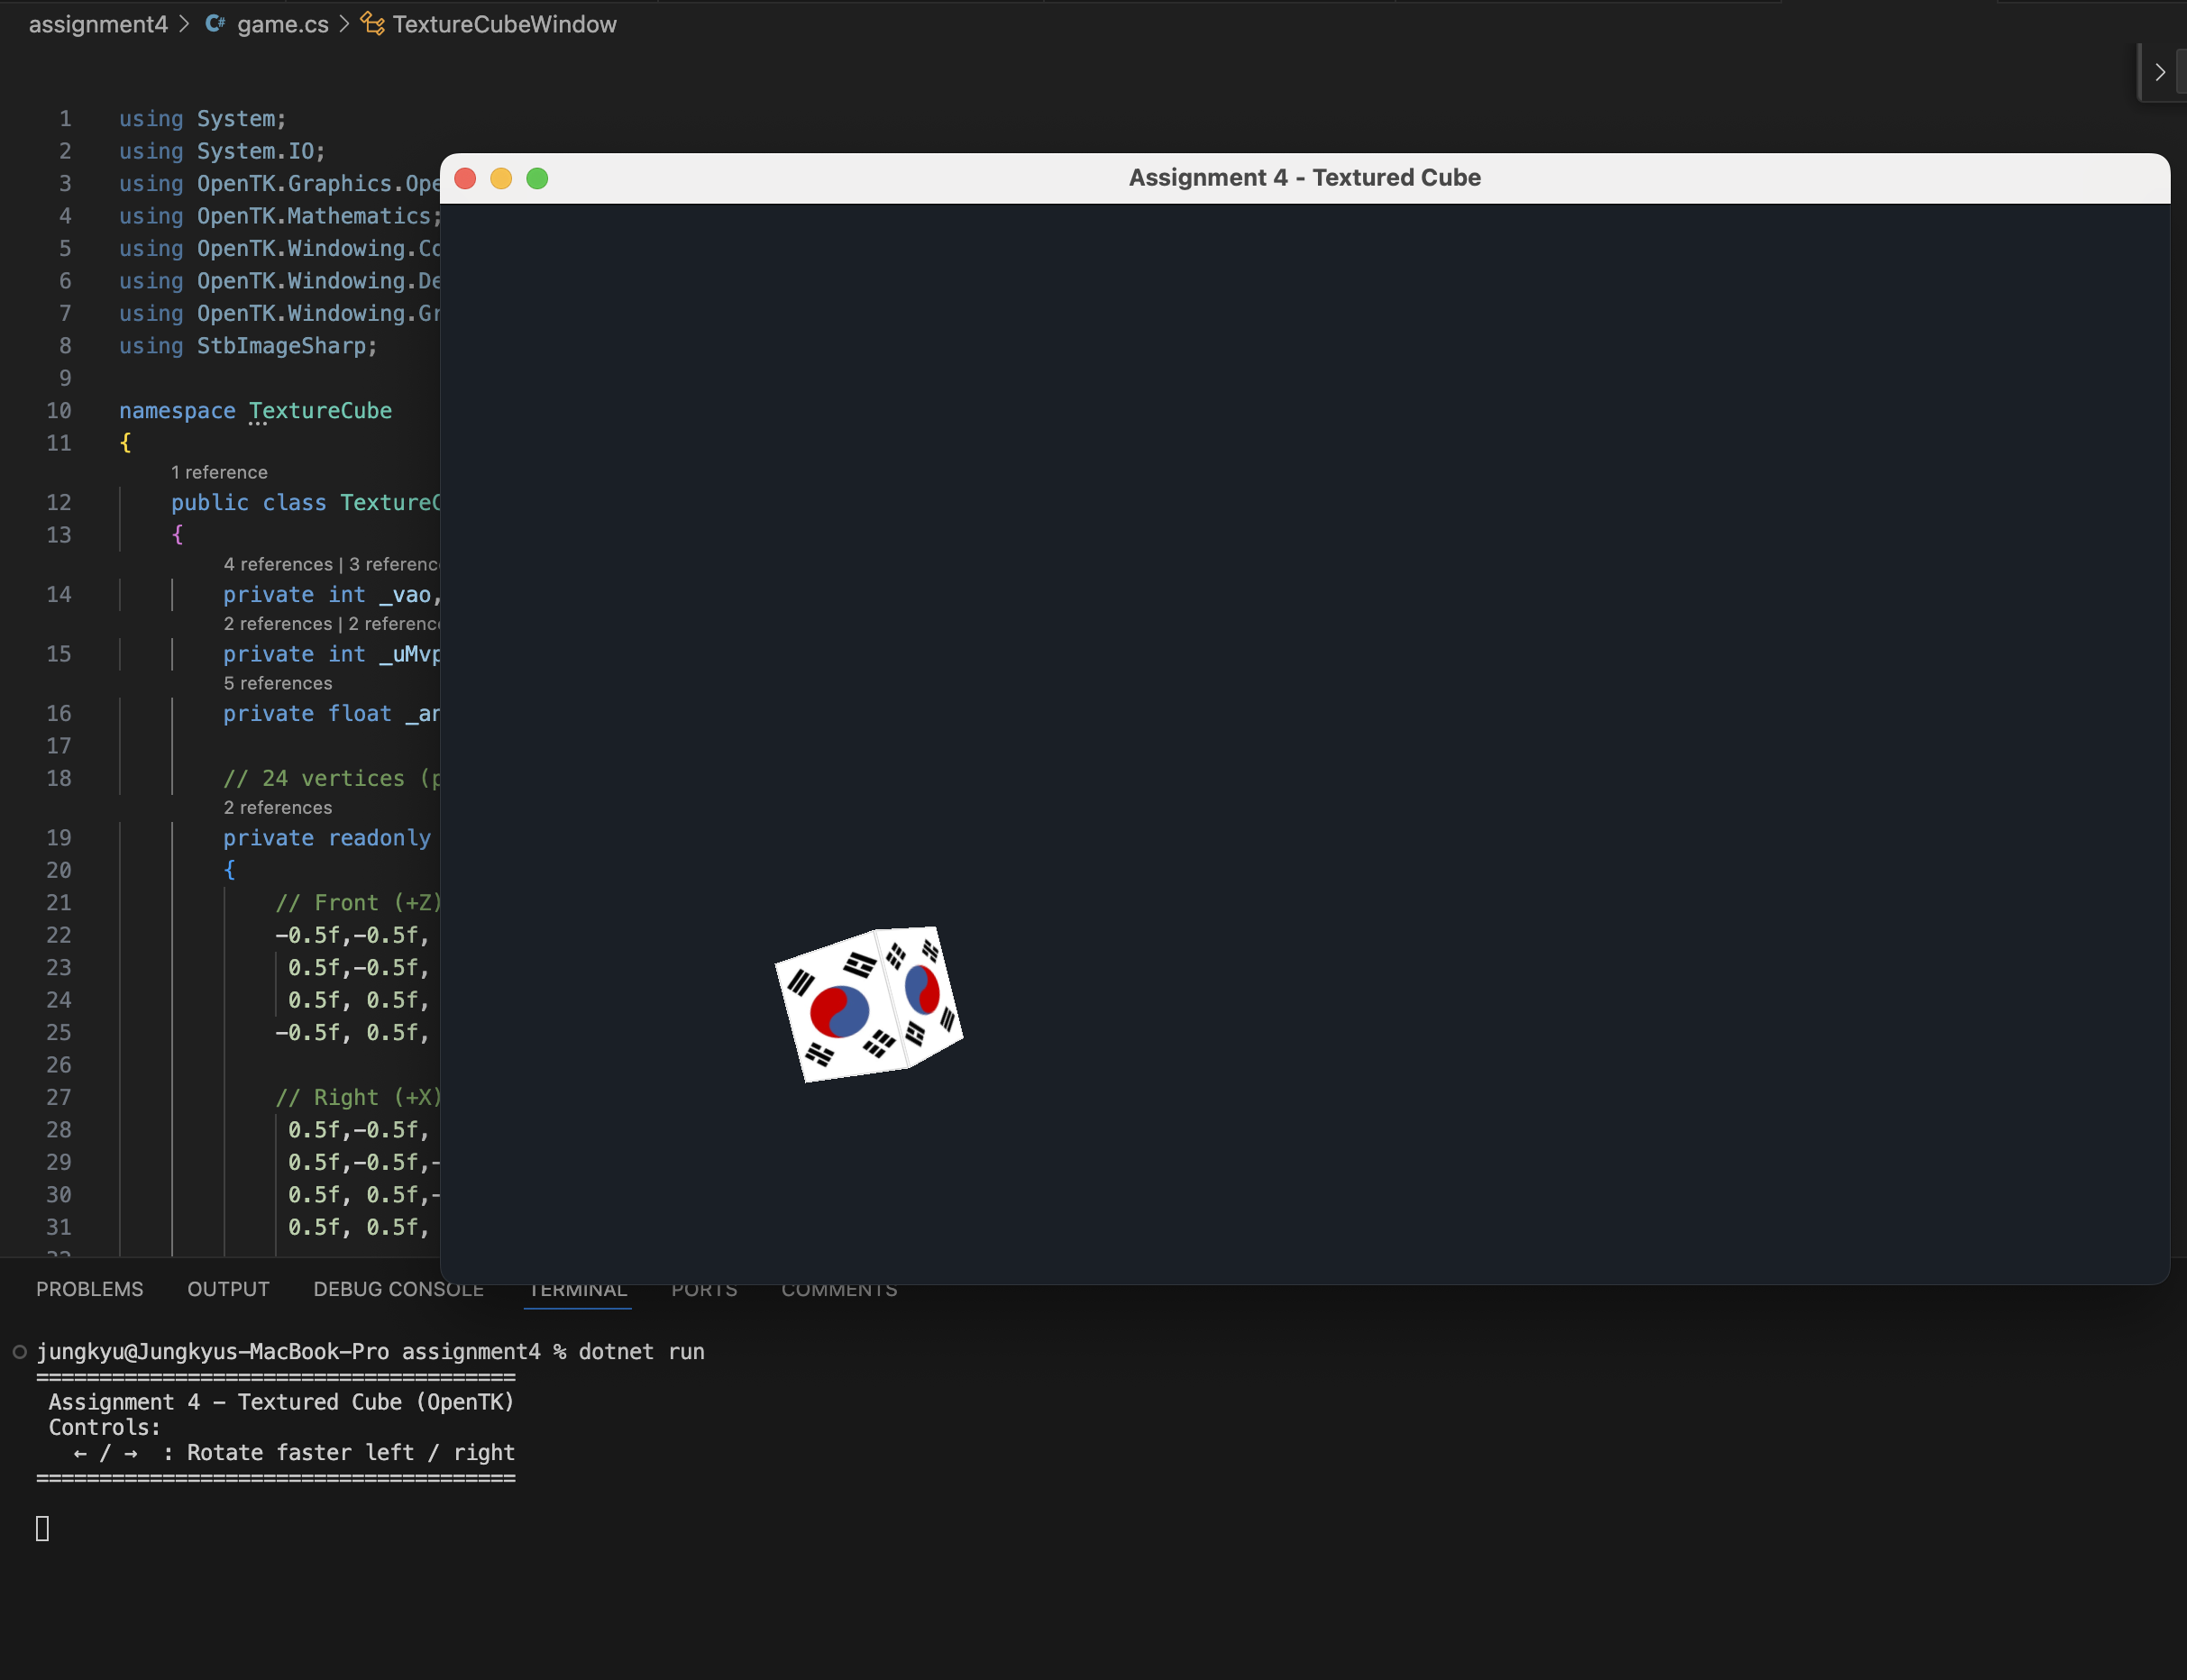 assignment4 > C# game.cs > TextureCubeWindow
1 using System;
2 using System.IO;
3 using OpenTK.Graphics.Ope
4 using OpenTK.Mathematics;
5 using OpenTK.Windowing.Co
6 using OpenTK.Windowing.De
7 using OpenTK.Windowing.Gr
8 using StbImageSharp;
9
10 namespace TextureCube
11 {
1 reference
12 public class TextureC
13 {
4 references | 3 referenc
14 private int _vao,
2 references | 2 referenc
15 private int _uMvp
5 references
16 private float _an
17
18 // 24 vertices (p
2 references
19 private readonly
20 {
21 // Front (+Z)
22 -0.5f,-0.5f,
23 0.5f,-0.5f,
24 0.5f, 0.5f,
25 -0.5f, 0.5f,
26
27 // Right (+X)
28 0.5f,-0.5f,
29 0.5f,-0.5f,-
30 0.5f, 0.5f,-
31 0.5f, 0.5f,
Assignment 4 - Textured Cube
PROBLEMS OUTPUT DEBUG CONSOLE TERMINAL PORTS COMMENTS
jungkyu@Jungkyus-MacBook-Pro assignment4 % dotnet run
======================================
Assignment 4 - Textured Cube (OpenTK)
Controls:
← / → : Rotate faster left / right
======================================